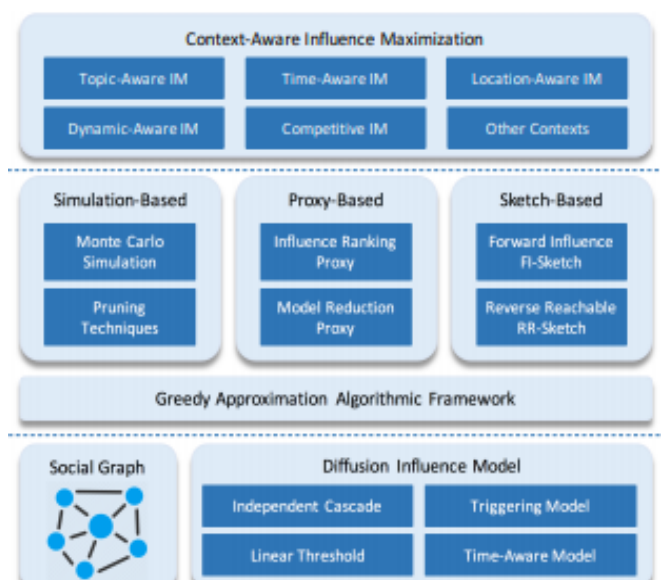 Context-Aware Influence Maximization
Topic-Aware IM
Time-Aware IM
Location-Aware IM
Dynamic-Aware IM
Competitive IM
Other Contexts
Simulation-Based
Monte Carlo
Simulation
Pruning
Techniques
Proxy-Based
Influence Ranking
Proxy
Model Reduction
Proxy
Sketch-Based
Forward Influence
FI-Sketch
Reverse Reachable
RR-Sketch
Greedy Approximation Algorithmic Framework
Social Graph
Diffusion Influence Model
Independent Cascade
Triggering Model
Linear Threshold
Time-Aware Model